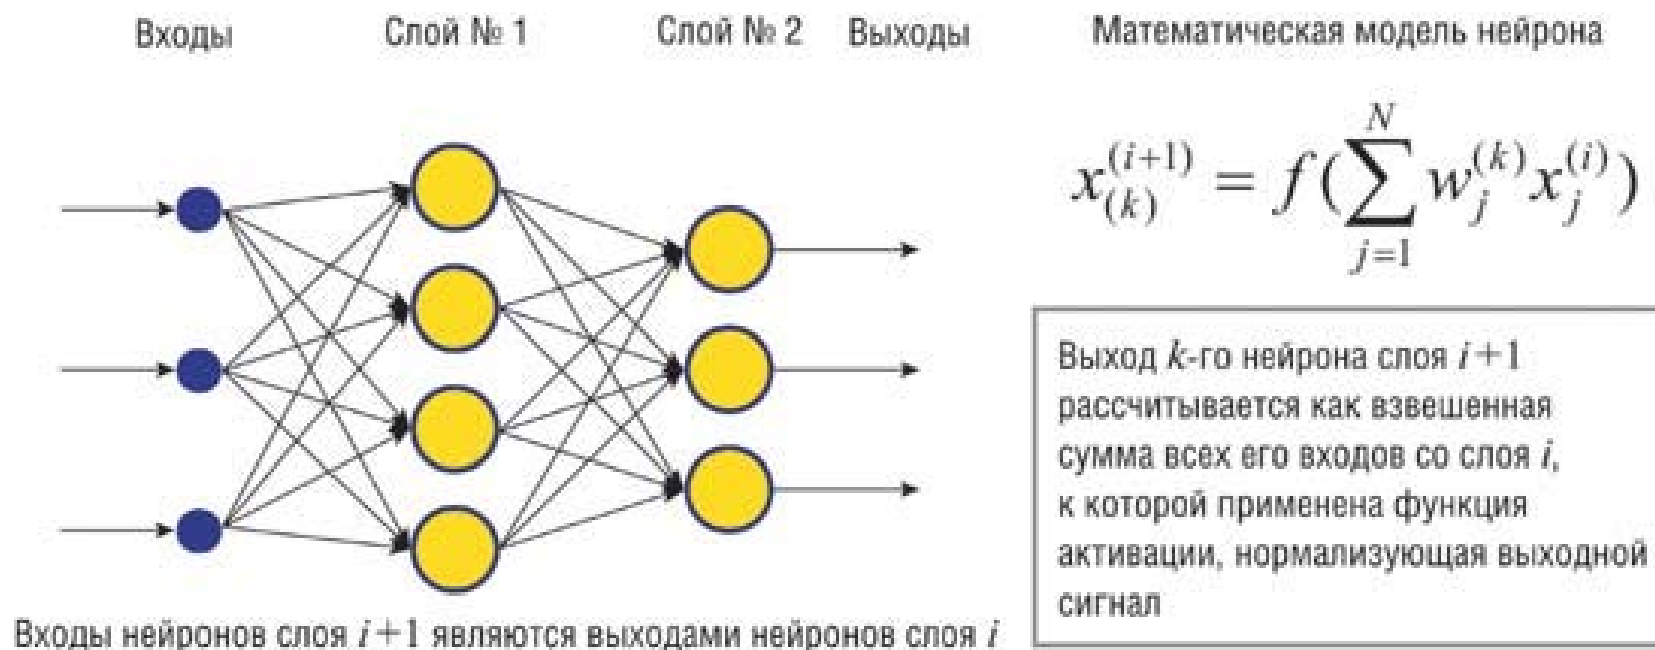 Входы Слой № 1 Слой № 2 Выходы
Математическая модель нейрона
x_{(k)}^{(i+1)} = f(\sum_{j=1}^{N} w_j^{(k)} x_j^{(i)})
Выход k-го нейрона слоя i+1
рассчитывается как взвешенная
сумма всех его входов со слоя i,
к которой применена функция
активации, нормализующая выходной
сигнал
Входы нейронов слоя i+1 являются выходами нейронов слоя i